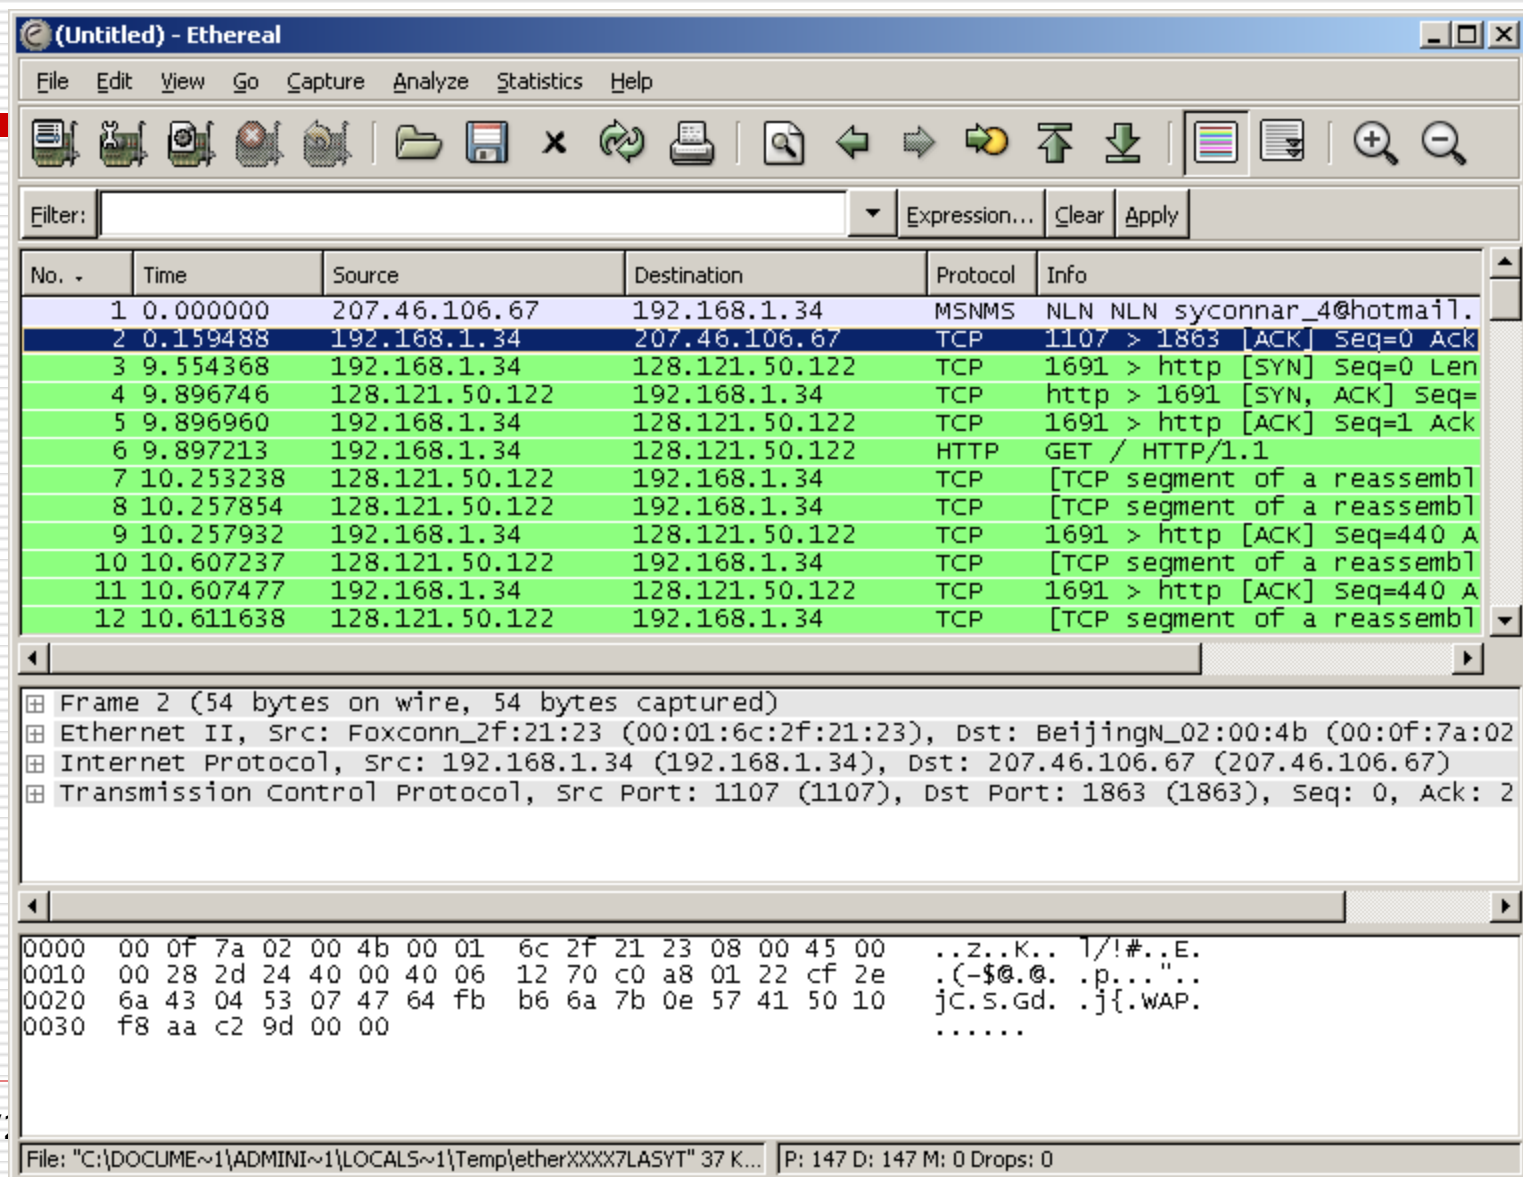 (Untitled) - Ethereal
File Edit View Go Capture Analyze Statistics Help
Filter: Expression... Clear Apply
No. Time Source Destination Protocol Info
1 0.000000 207.46.106.67 192.168.1.34 MSNMS NLN NLN syconnar_4@hotmail.
2 0.159488 192.168.1.34 207.46.106.67 TCP 1107 > 1863 [ACK] Seq=0 Ack
3 9.554368 192.168.1.34 128.121.50.122 TCP 1691 > http [SYN] Seq=0 Len
4 9.896746 128.121.50.122 192.168.1.34 TCP http > 1691 [SYN, ACK] Seq=
5 9.896960 192.168.1.34 128.121.50.122 TCP 1691 > http [ACK] Seq=1 Ack
6 9.897213 192.168.1.34 128.121.50.122 HTTP GET / HTTP/1.1
7 10.253238 128.121.50.122 192.168.1.34 TCP [TCP segment of a reassembl
8 10.257854 128.121.50.122 192.168.1.34 TCP [TCP segment of a reassembl
9 10.257932 192.168.1.34 128.121.50.122 TCP 1691 > http [ACK] Seq=440 A
10 10.607237 128.121.50.122 192.168.1.34 TCP [TCP segment of a reassembl
11 10.607477 192.168.1.34 128.121.50.122 TCP 1691 > http [ACK] Seq=440 A
12 10.611638 128.121.50.122 192.168.1.34 TCP [TCP segment of a reassembl
Frame 2 (54 bytes on wire, 54 bytes captured)
Ethernet II, Src: Foxconn_2f:21:23 (00:01:6c:2f:21:23), Dst: BeijingN_02:00:4b (00:0f:7a:02
Internet Protocol, Src: 192.168.1.34 (192.168.1.34), Dst: 207.46.106.67 (207.46.106.67)
Transmission Control Protocol, Src Port: 1107 (1107), Dst Port: 1863 (1863), Seq: 0, Ack: 2
0000 00 0f 7a 02 00 4b 00 01 6c 2f 21 23 08 00 45 00 ..z..K.. l/!#..E.
0010 00 28 2d 24 40 00 40 06 12 70 c0 a8 01 22 cf 2e .(-$@.@. .p..."..
0020 6a 43 04 53 07 47 64 fb b6 6a 7b 0e 57 41 50 10 jC.S.Gd. .j{.WAP.
0030 f8 aa c2 9d 00 00 ......
File: "C:\DOCUME~1\ADMINI~1\LOCALS~1\Temp\etherXXXX7LASYT" 37 K... P: 147 D: 147 M: 0 Drops: 0